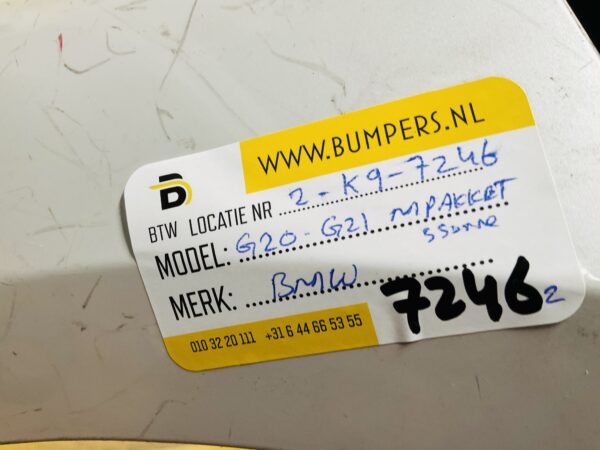 WWW.BUMPERS.NL
BTW LOCATIE NR 2-K9-7246
MODEL: G20-G21 MPAKKET
MERK: BMW
7246 2
010 32 20 111 +31 6 44 66 53 55